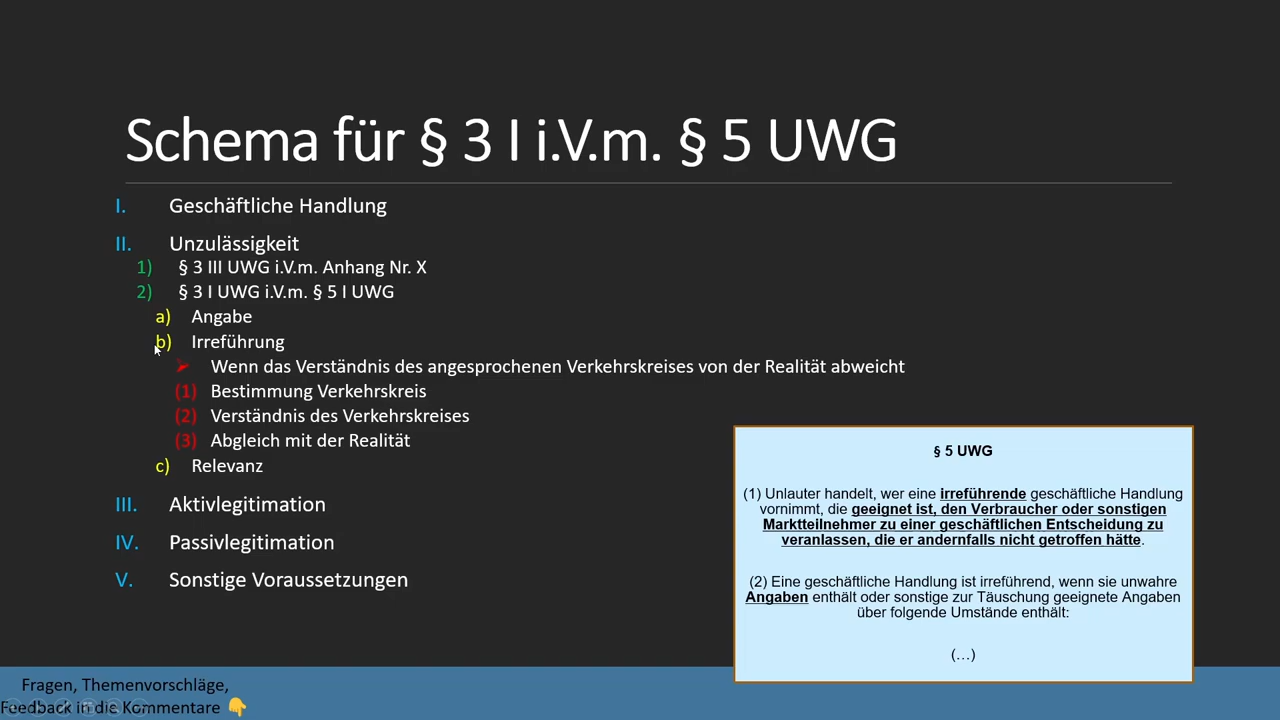 Schema für § 3 I i.V.m. § 5 UWG
I. Geschäftliche Handlung
II. Unzulässigkeit
1) § 3 III UWG i.V.m. Anhang Nr. X
2) § 3 I UWG i.V.m. § 5 I UWG
a) Angabe
b) Irreführung
➢ Wenn das Verständnis des angesprochenen Verkehrskreises von der Realität abweicht
(1) Bestimmung Verkehrskreis
(2) Verständnis des Verkehrskreises
(3) Abgleich mit der Realität
c) Relevanz
III. Aktivlegitimation
IV. Passivlegitimation
V. Sonstige Voraussetzungen
§ 5 UWG
(1) Unlauter handelt, wer eine irreführende geschäftliche Handlung
vornimmt, die geeignet ist, den Verbraucher oder sonstigen
Marktteilnehmer zu einer geschäftlichen Entscheidung zu
veranlassen, die er andernfalls nicht getroffen hätte.
(2) Eine geschäftliche Handlung ist irreführend, wenn sie unwahre
Angaben enthält oder sonstige zur Täuschung geeignete Angaben
über folgende Umstände enthält:
(…)
Fragen, Themenvorschläge,
Feedback in die Kommentare 👇